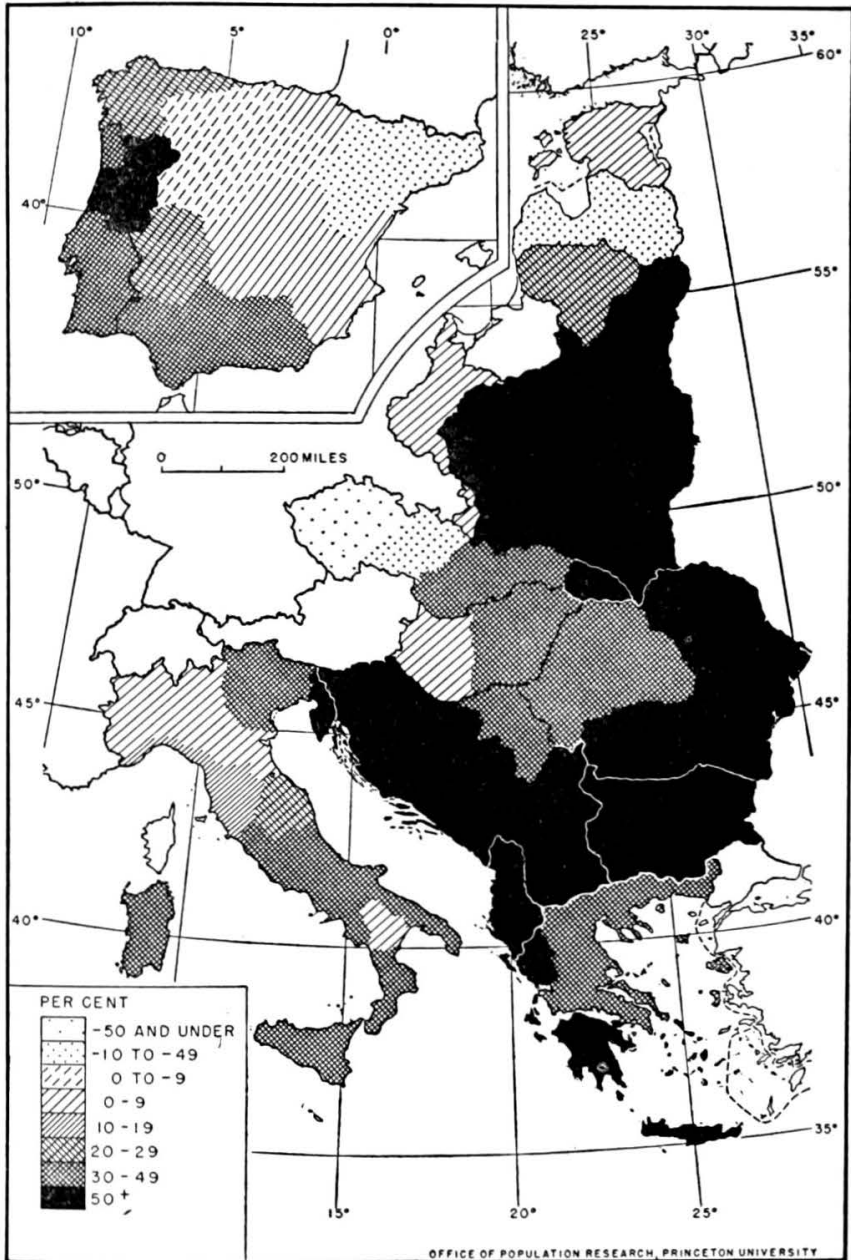 10° 5° 0° 25° 30° 35°
60°
40°
55°
0 200 MILES
50° 50°
45° 45°
40° 40°
PER CENT
-50 AND UNDER
-10 TO -49
0 TO -9
0 - 9
10 - 19
20 - 29
30 - 49
50+
35°
15° 20° 25°
OFFICE OF POPULATION RESEARCH, PRINCETON UNIVERSITY